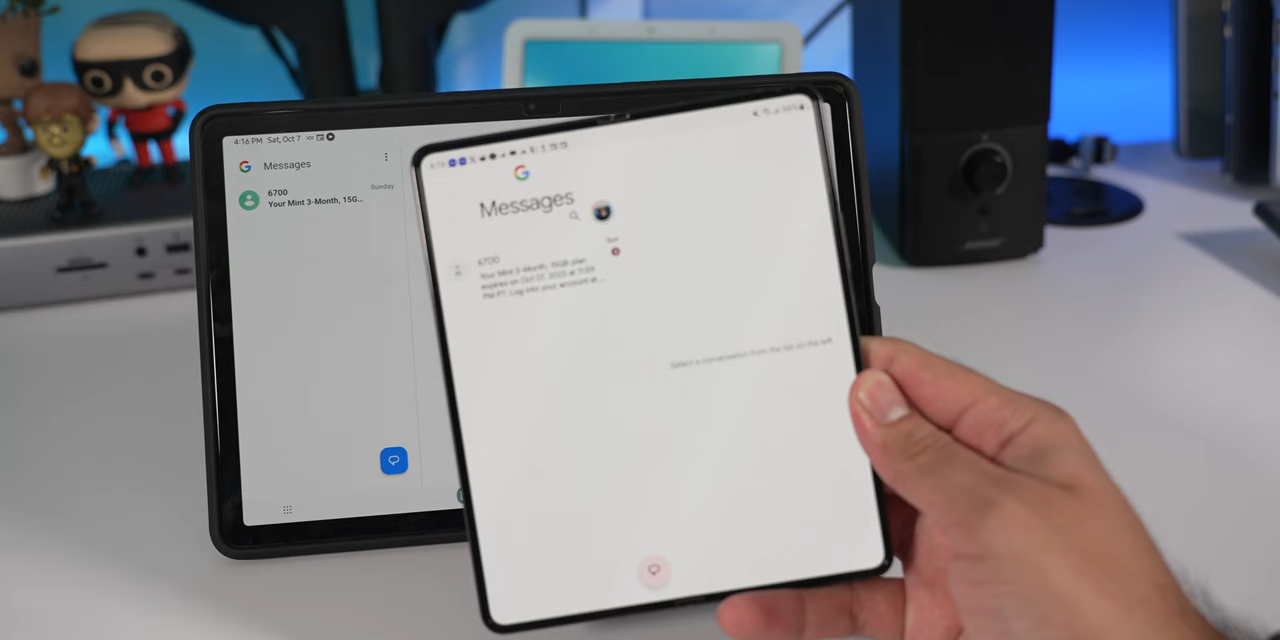 4:16 PM Sat, Oct 7
Messages
6700
Sunday
Your Mint 3-Month, 15G...
Messages
Sun
6700
Your Mint 3-Month, 15GB plan
expires on Oct 07, 2023 at 11:59
PM PT. Log into your account at ...
Select a conversation from the list on the left